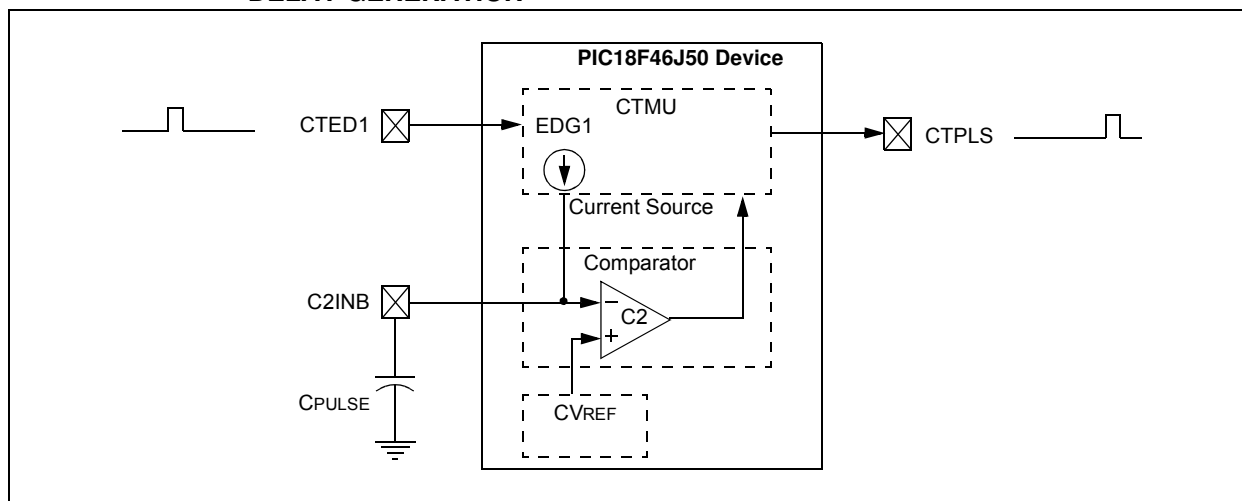 PIC18F46J50 Device
CTMU
CTED1
EDG1
CTPLS
Current Source
Comparator
C2INB
−
C2
+
CPULSE
CVREF